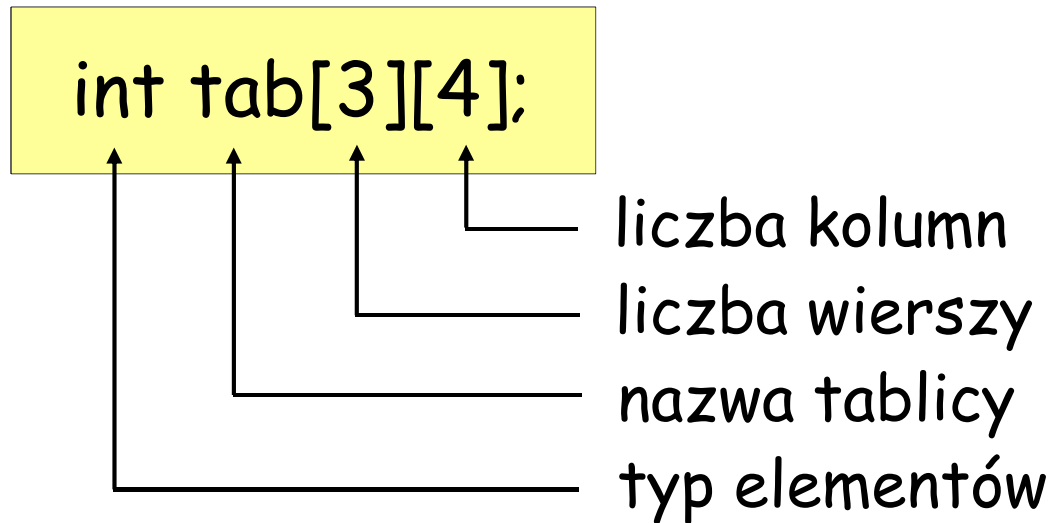 int tab[3][4];
liczba kolumn
liczba wierszy
nazwa tablicy
typ elementów